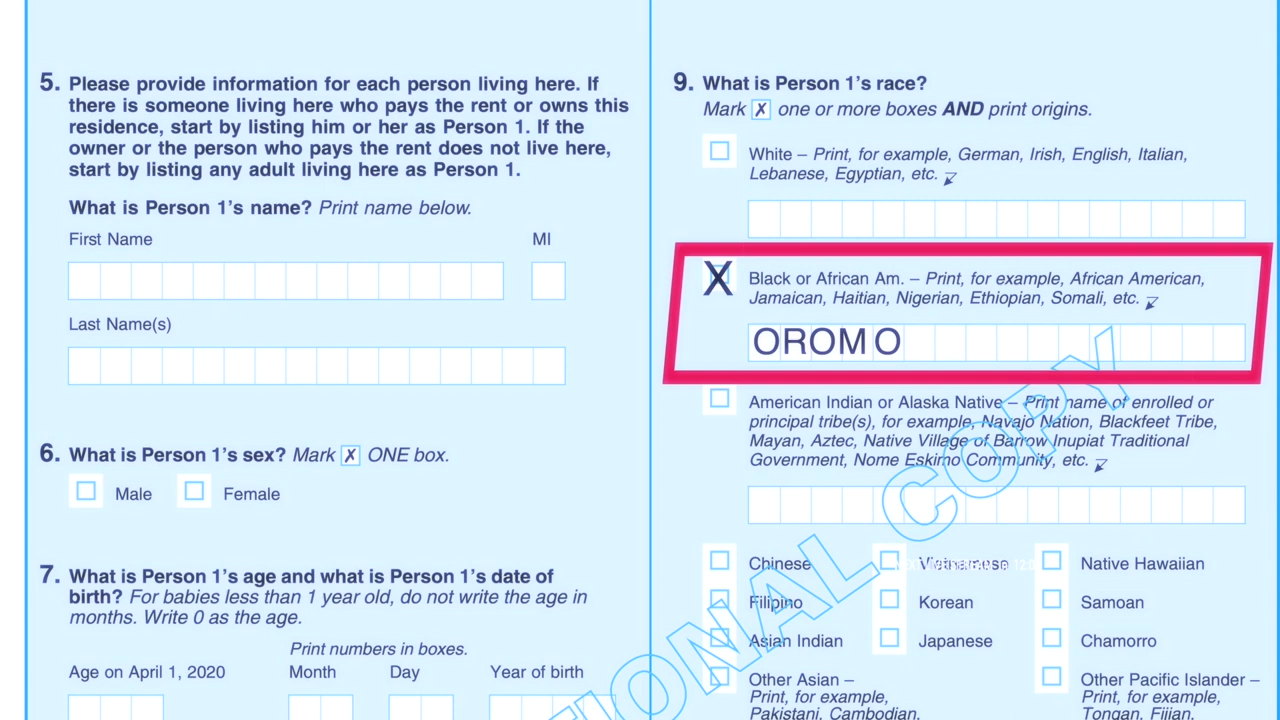 5. Please provide information for each person living here. If
there is someone living here who pays the rent or owns this
residence, start by listing him or her as Person 1. If the
owner or the person who pays the rent does not live here,
start by listing any adult living here as Person 1.
What is Person 1's name? Print name below.
First Name MI
Last Name(s)
6. What is Person 1's sex? Mark X ONE box.
Male Female
7. What is Person 1's age and what is Person 1's date of
birth? For babies less than 1 year old, do not write the age in
months. Write 0 as the age.
Print numbers in boxes.
Age on April 1, 2020 Month Day Year of birth
9. What is Person 1's race?
Mark X one or more boxes AND print origins.
White – Print, for example, German, Irish, English, Italian,
Lebanese, Egyptian, etc.
X Black or African Am. – Print, for example, African American,
Jamaican, Haitian, Nigerian, Ethiopian, Somali, etc.
OROMO
American Indian or Alaska Native – Print name of enrolled or
principal tribe(s), for example, Navajo Nation, Blackfeet Tribe,
Mayan, Aztec, Native Village of Barrow Inupiat Traditional
Government, Nome Eskimo Community, etc.
Chinese Vietnamese Native Hawaiian
Filipino Korean Samoan
Asian Indian Japanese Chamorro
Other Asian – Other Pacific Islander –
Print, for example, Print, for example,
Pakistani, Cambodian, Tongan, Fijian,
COPY